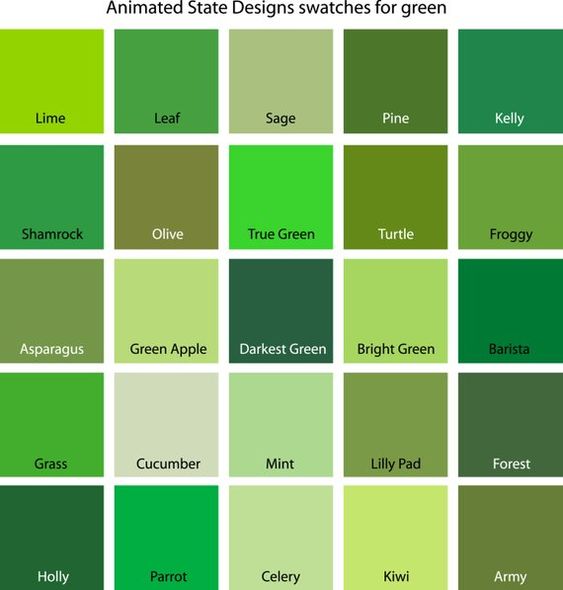 Animated State Designs swatches for green
Lime
Leaf
Sage
Pine
Kelly
Shamrock
Olive
True Green
Turtle
Froggy
Asparagus
Green Apple
Darkest Green
Bright Green
Barista
Grass
Cucumber
Mint
Lilly Pad
Forest
Holly
Parrot
Celery
Kiwi
Army